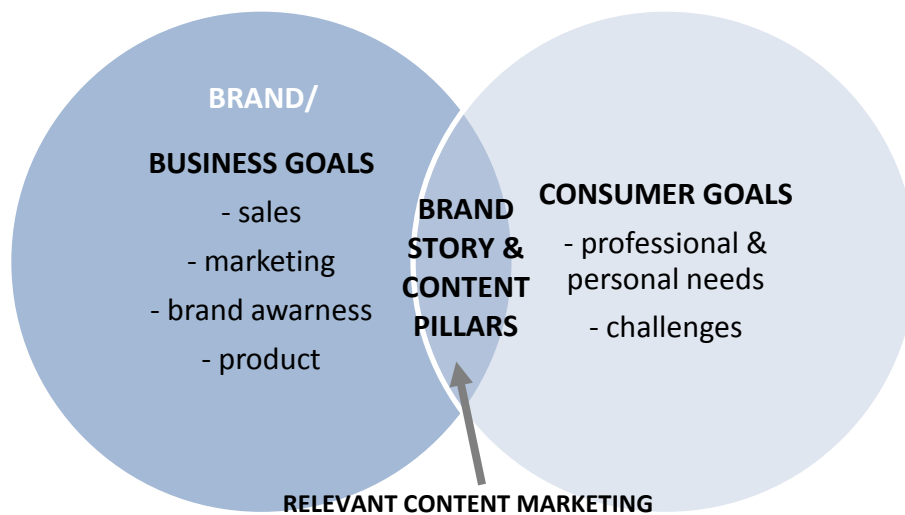 BRAND/
BUSINESS GOALS
- sales
- marketing
- brand awarness
- product
BRAND
STORY &
CONTENT
PILLARS
CONSUMER GOALS
- professional &
personal needs
- challenges
RELEVANT CONTENT MARKETING